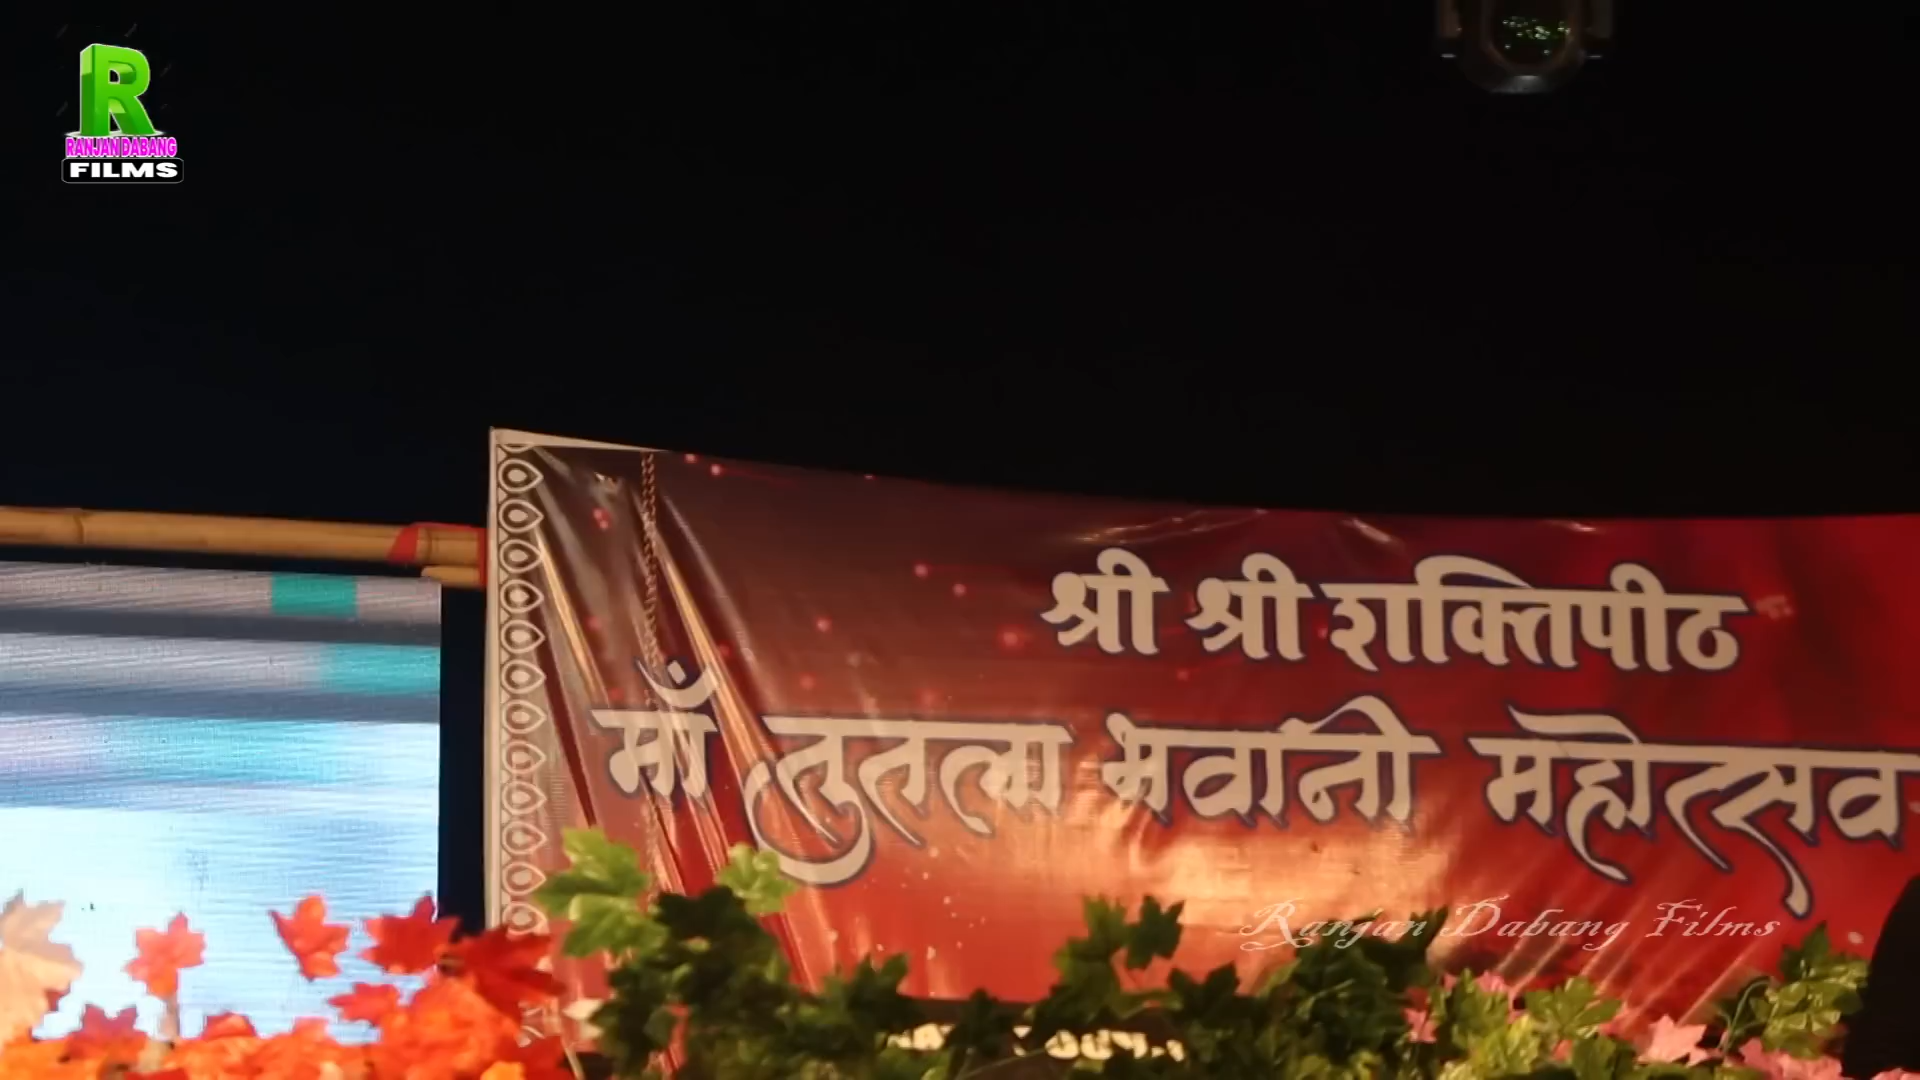 R
RANJAN DABANG
FILMS
श्री श्री शक्तिपीठ
माँ तुतला भवानी महोत्सव
Ranjan Dabang Films